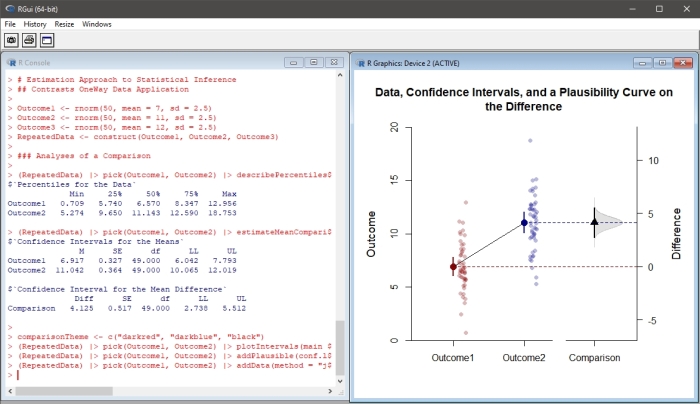 RGui (64-bit)
File History Resize Windows
R Console
> # Estimation Approach to Statistical Inference
> ## Contrasts OneWay Data Application
>
> Outcome1 <- rnorm(50, mean = 7, sd = 2.5)
> Outcome2 <- rnorm(50, mean = 11, sd = 2.5)
> Outcome3 <- rnorm(50, mean = 12, sd = 2.5)
> RepeatedData <- construct(Outcome1, Outcome2, Outcome3)
>
> ### Analyses of a Comparison
>
> (RepeatedData) |> pick(Outcome1, Outcome2) |> describePercentiles$
$`Percentiles for the Data`
Min 25% 50% 75% Max
Outcome1 0.709 5.740 6.570 8.347 12.956
Outcome2 5.274 9.650 11.143 12.590 18.753
> (RepeatedData) |> pick(Outcome1, Outcome2) |> estimateMeanCompari$
$`Confidence Intervals for the Means`
M SE df LL UL
Outcome1 6.917 0.327 49.000 6.042 7.793
Outcome2 11.042 0.364 49.000 10.065 12.019
$`Confidence Interval for the Mean Difference`
Diff SE df LL UL
Comparison 4.125 0.517 49.000 2.738 5.512
>
> comparisonTheme <- c("darkred", "darkblue", "black")
> (RepeatedData) |> pick(Outcome1, Outcome2) |> plotIntervals(main $
> (RepeatedData) |> pick(Outcome1, Outcome2) |> addPlausible(conf.l$
> (RepeatedData) |> pick(Outcome1, Outcome2) |> addData(method = "j$
>
R Graphics: Device 2 (ACTIVE)
Data, Confidence Intervals, and a Plausibility Curve on
the Difference
Outcome
20
15
10
5
0
Outcome1 Outcome2 Comparison
10
5
0
-5
Difference